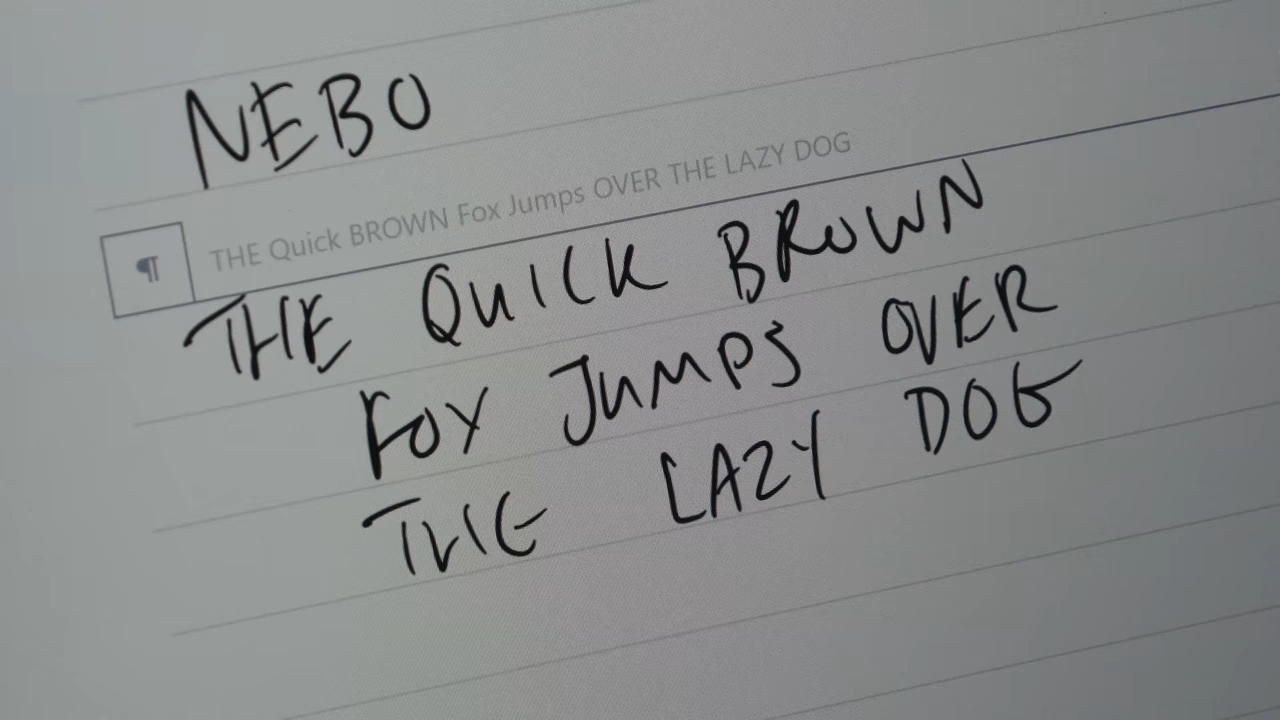 NEBO
¶ THE Quick BROWN Fox Jumps OVER THE LAZY DOG
THE QUICK BROWN
FOX JUMPS OVER
THE LAZY DOG